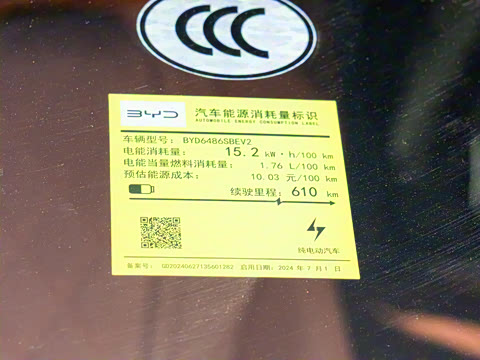 CCC
BYD 汽车能源消耗量标识
AUTOMOBILE ENERGY CONSUMPTION LABEL
车辆型号: BYD6486SBEV2
电能消耗量: 15.2 kW·h/100 km
电能当量燃料消耗量: 1.76 L/100 km
预估能源成本: 10.03 元/100 km
续驶里程: 610 km
纯电动汽车
备案号: GD20240627135601282 启用日期: 2024 年 7 月 1 日